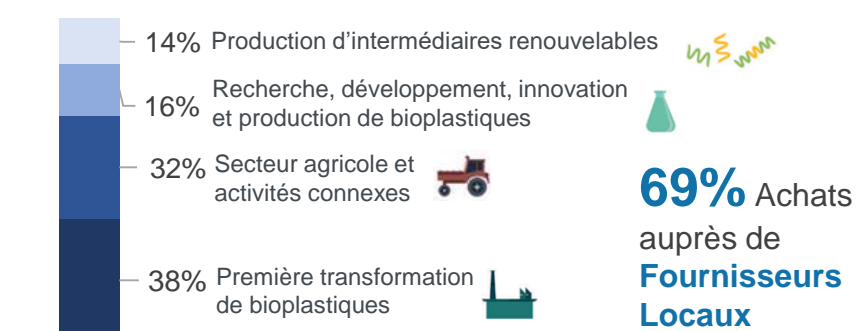 14% Production d'intermédiaires renouvelables
16% Recherche, développement, innovation
et production de bioplastiques
32% Secteur agricole et
activités connexes
38% Première transformation
de bioplastiques
69% Achats
auprès de
Fournisseurs
Locaux